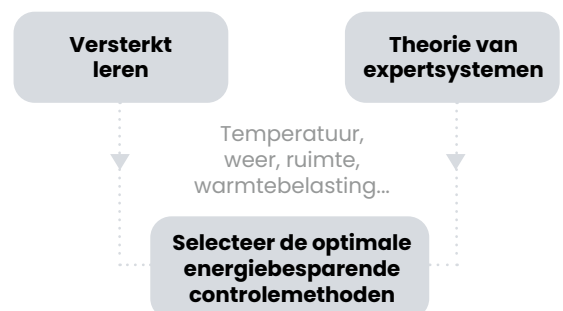 Versterkt
leren
Theorie van
expertsystemen
Temperatuur,
weer, ruimte,
warmtebelasting...
Selecteer de optimale
energiebesparende
controlemethoden